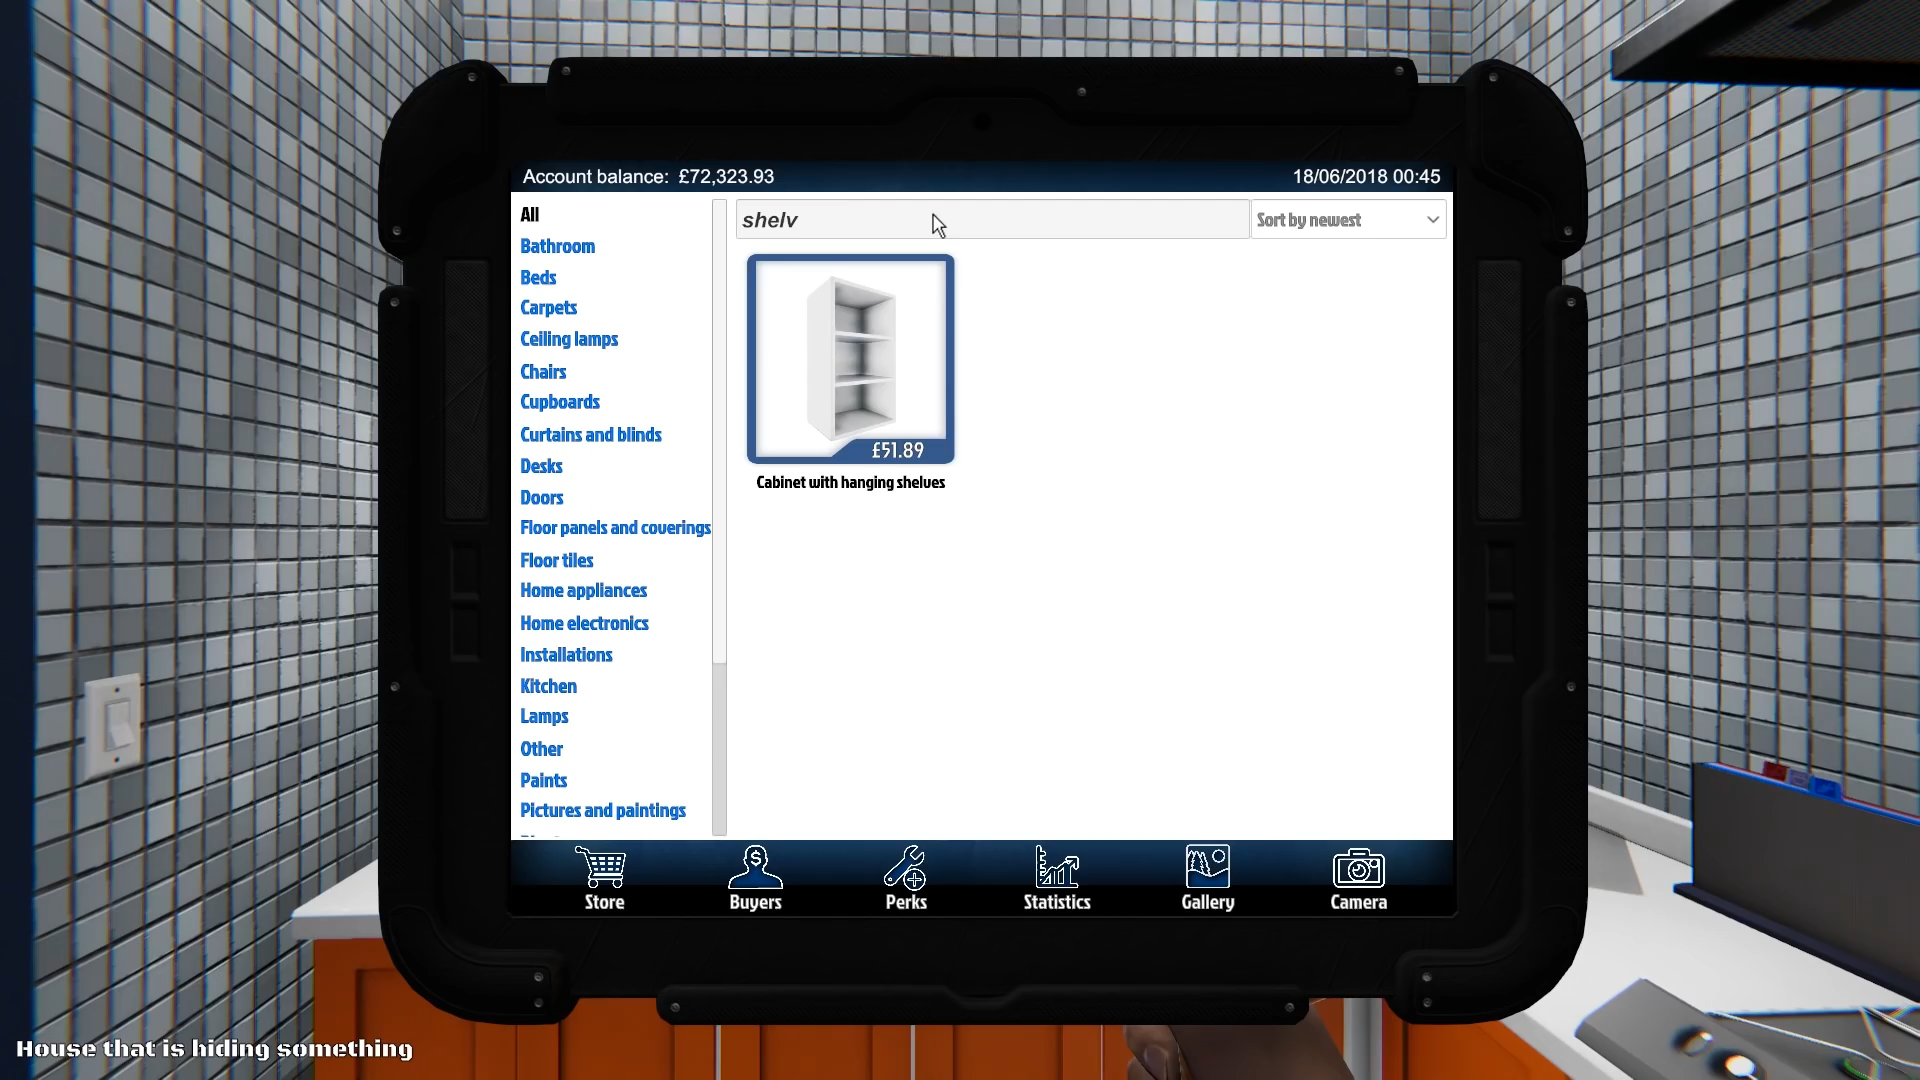 Account balance: £72,323.93
18/06/2018 00:45
All
Bathroom
Beds
Carpets
Ceiling lamps
Chairs
Cupboards
Curtains and blinds
Desks
Doors
Floor panels and coverings
Floor tiles
Home appliances
Home electronics
Installations
Kitchen
Lamps
Other
Paints
Pictures and paintings
shelv
Sort by newest
£51.89
Cabinet with hanging shelves
Store
Buyers
Perks
Statistics
Gallery
Camera
House that is hiding something